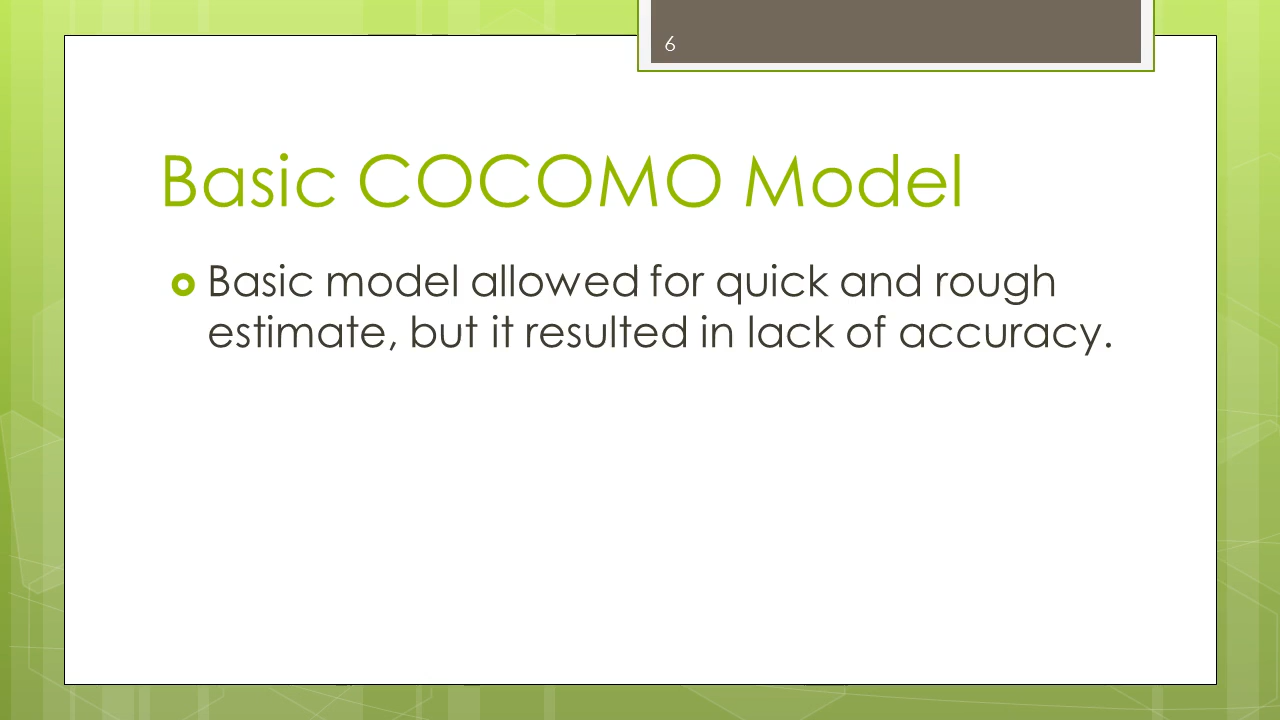 6
Basic COCOMO Model
Basic model allowed for quick and rough
estimate, but it resulted in lack of accuracy.